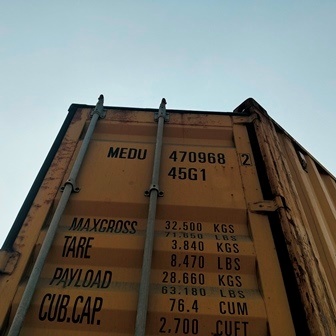 MEDU 470968 2
45G1
MAXGROSS 32.500 KGS
71.650 LBS
TARE 3.840 KGS
8.470 LBS
PAYLOAD 28.660 KGS
63.180 LBS
CUB.CAP. 76.4 CUM
2.700 CUFT